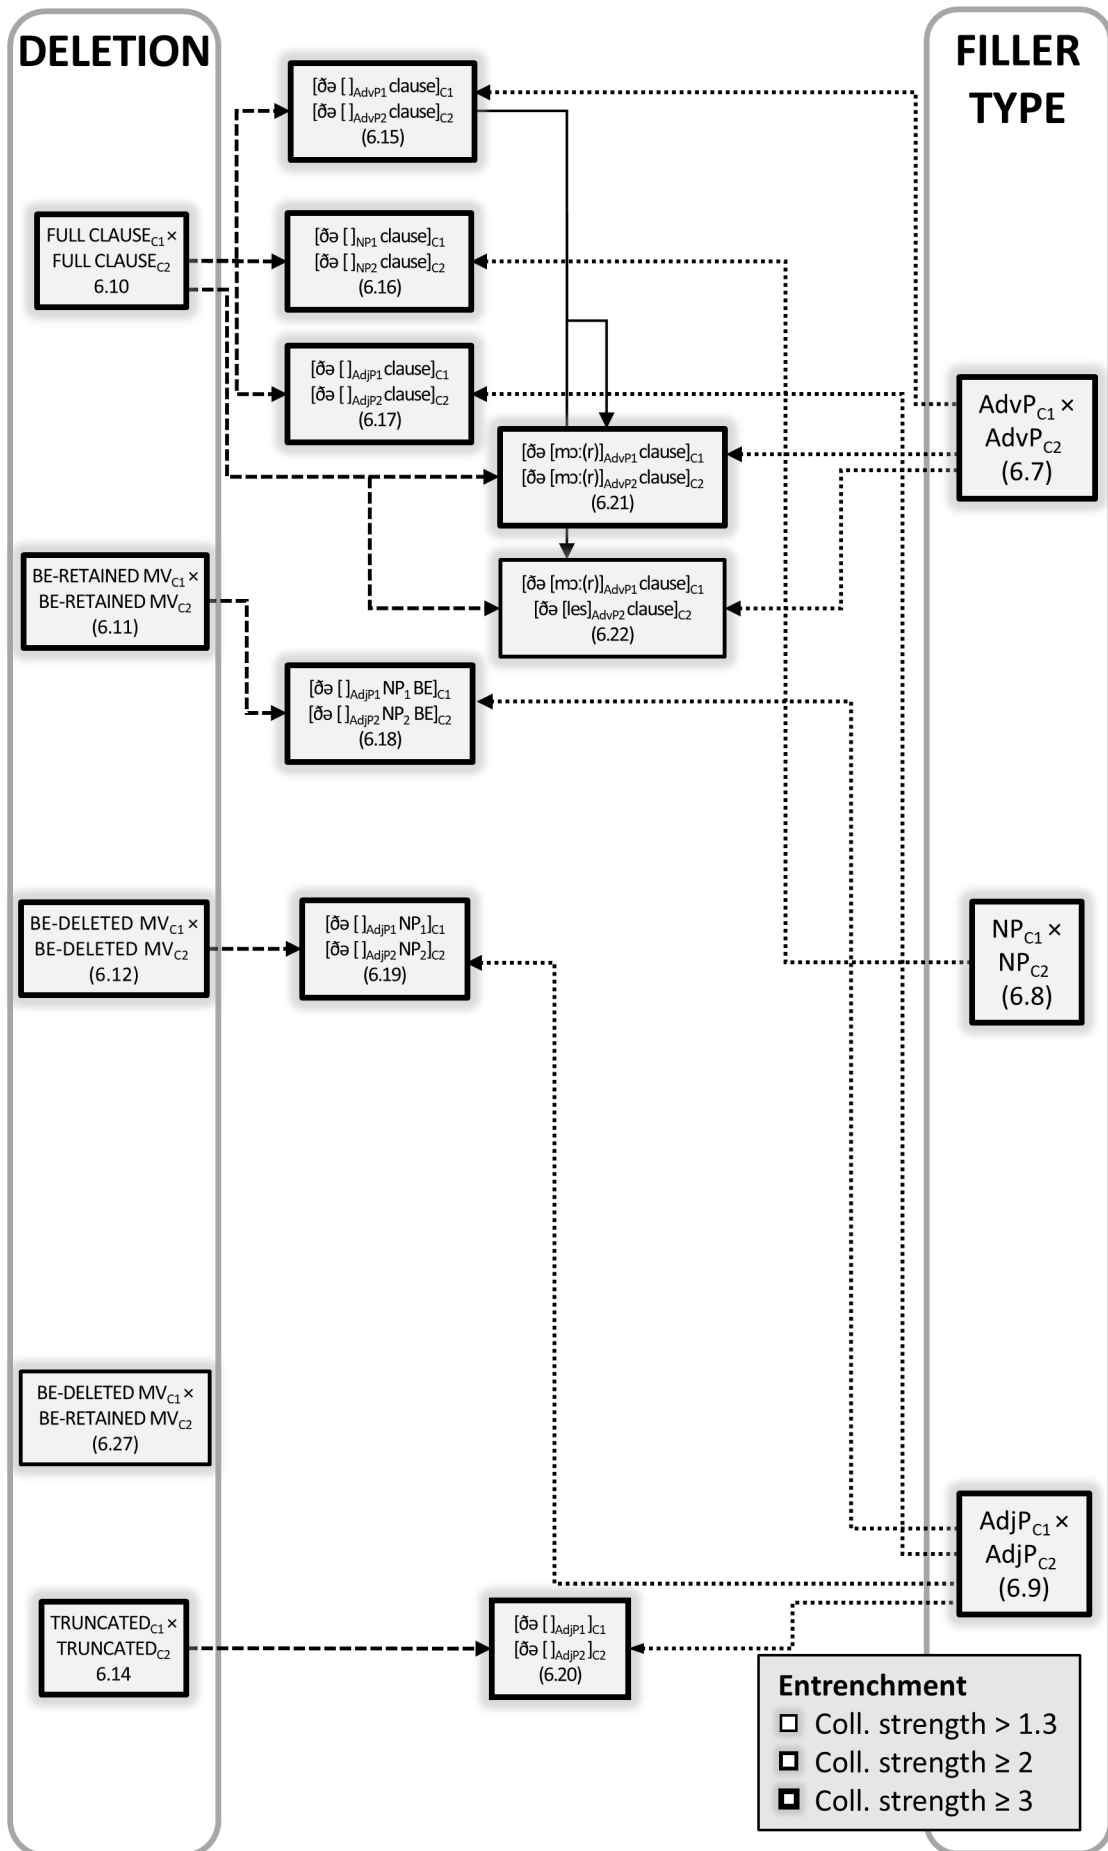 DELETION
FILLER
TYPE
[ðə [ ]AdvP1 clause]C1
[ðə [ ]AdvP2 clause]C2
(6.15)
FULL CLAUSEC1 ×
FULL CLAUSEC2
6.10
[ðə [ ]NP1 clause]C1
[ðə [ ]NP2 clause]C2
(6.16)
[ðə [ ]AdjP1 clause]C1
[ðə [ ]AdjP2 clause]C2
(6.17)
AdvPC1 ×
AdvPC2
(6.7)
[ðə [mɔː(r)]AdvP1 clause]C1
[ðə [mɔː(r)]AdvP2 clause]C2
(6.21)
BE-RETAINED MVC1 ×
BE-RETAINED MVC2
(6.11)
[ðə [mɔː(r)]AdvP1 clause]C1
[ðə [les]AdvP2 clause]C2
(6.22)
[ðə [ ]AdjP1 NP1 BE]C1
[ðə [ ]AdjP2 NP2 BE]C2
(6.18)
BE-DELETED MVC1 ×
BE-DELETED MVC2
(6.12)
[ðə [ ]AdjP1 NP1]C1
[ðə [ ]AdjP2 NP2]C2
(6.19)
NPC1 ×
NPC2
(6.8)
BE-DELETED MVC1 ×
BE-RETAINED MVC2
(6.27)
AdjPC1 ×
AdjPC2
(6.9)
TRUNCATEDC1 ×
TRUNCATEDC2
6.14
[ðə [ ]AdjP1]C1
[ðə [ ]AdjP2]C2
(6.20)
Entrenchment
Coll. strength > 1.3
Coll. strength ≥ 2
Coll. strength ≥ 3